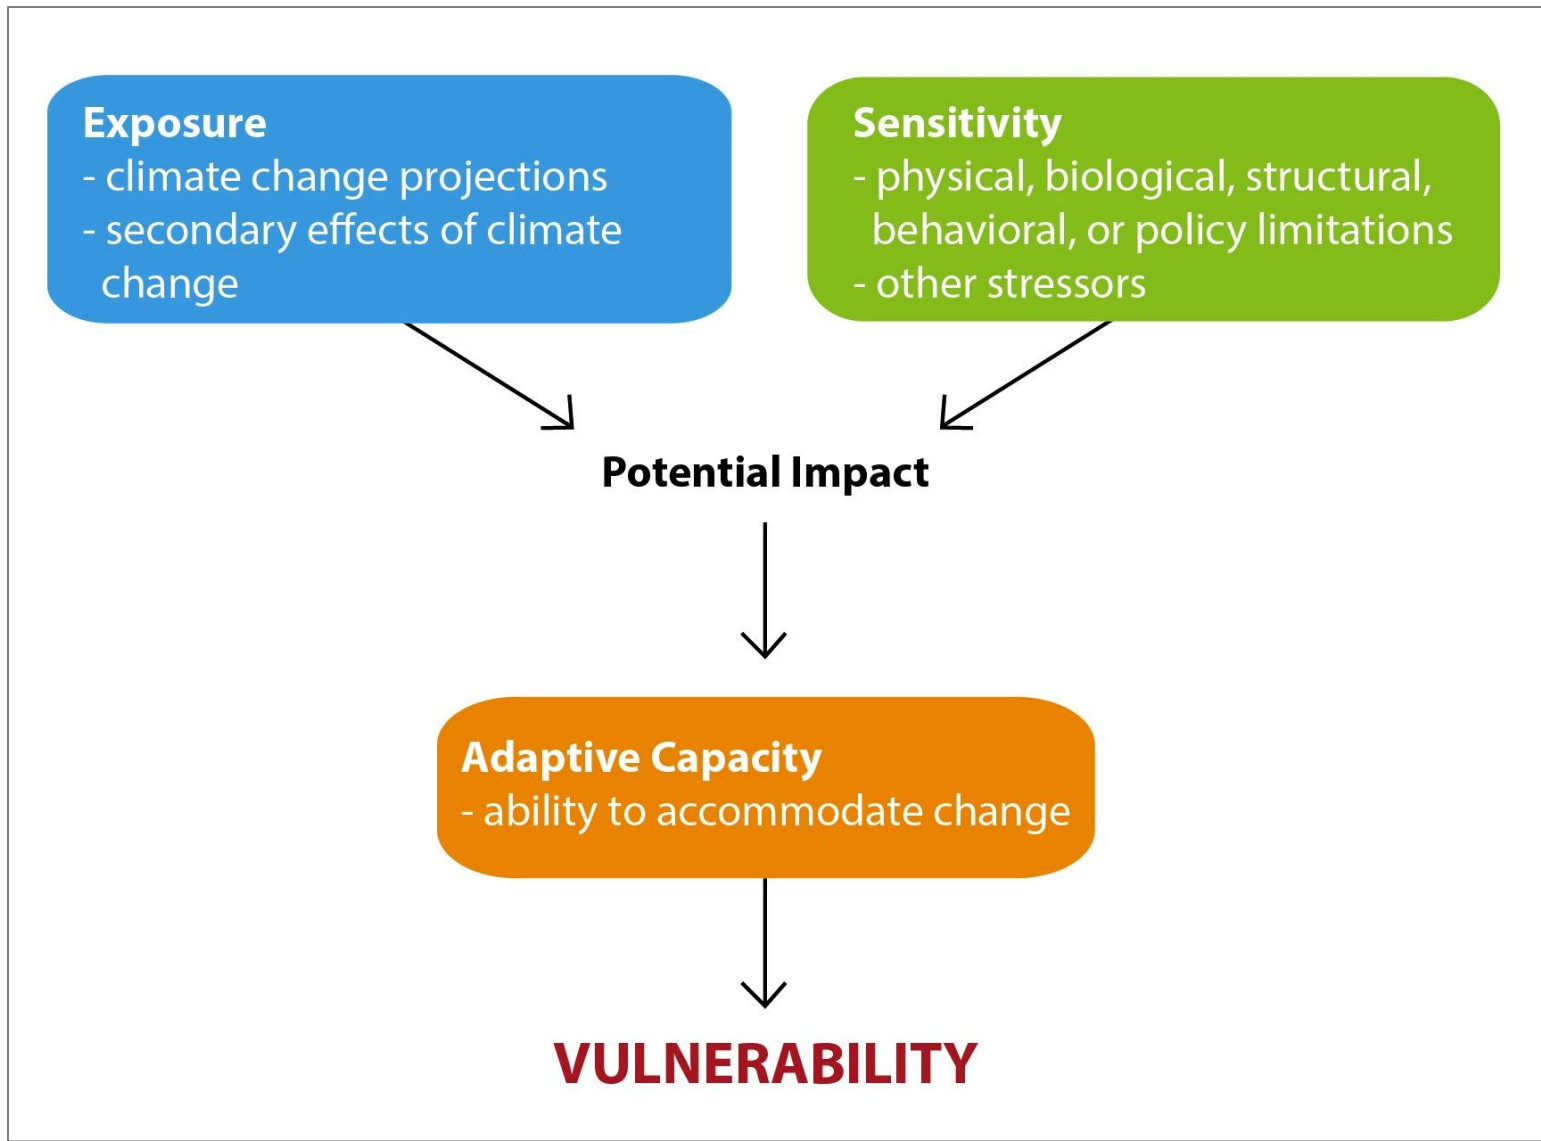 Exposure
- climate change projections
- secondary effects of climate
change
Sensitivity
- physical, biological, structural,
behavioral, or policy limitations
- other stressors
Potential Impact
Adaptive Capacity
- ability to accommodate change
VULNERABILITY